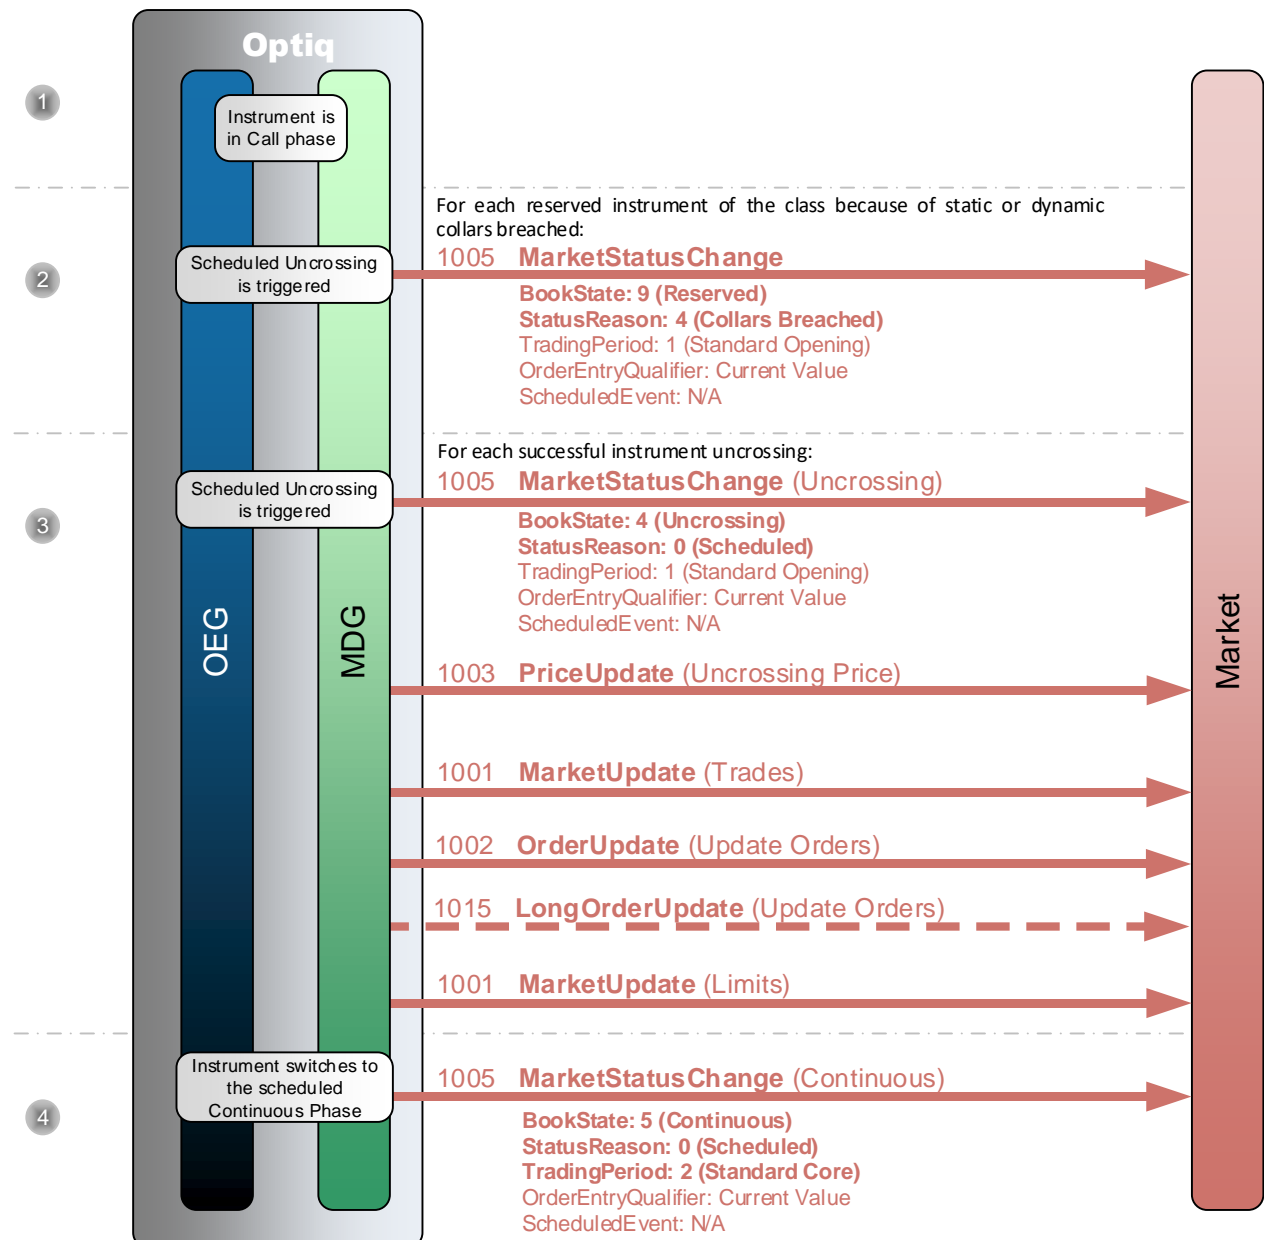 Optiq
1
Instrument is
in Call phase
For each reserved instrument of the class because of static or dynamic
collars breached:
2
Scheduled Uncrossing
is triggered
1005 MarketStatusChange
BookState: 9 (Reserved)
StatusReason: 4 (Collars Breached)
TradingPeriod: 1 (Standard Opening)
OrderEntryQualifier: Current Value
ScheduledEvent: N/A
For each successful instrument uncrossing:
3
Scheduled Uncrossing
is triggered
1005 MarketStatusChange (Uncrossing)
BookState: 4 (Uncrossing)
StatusReason: 0 (Scheduled)
TradingPeriod: 1 (Standard Opening)
OrderEntryQualifier: Current Value
ScheduledEvent: N/A
OEG
MDG
Market
1003 PriceUpdate (Uncrossing Price)
1001 MarketUpdate (Trades)
1002 OrderUpdate (Update Orders)
1015 LongOrderUpdate (Update Orders)
1001 MarketUpdate (Limits)
4
Instrument switches to
the scheduled
Continuous Phase
1005 MarketStatusChange (Continuous)
BookState: 5 (Continuous)
StatusReason: 0 (Scheduled)
TradingPeriod: 2 (Standard Core)
OrderEntryQualifier: Current Value
ScheduledEvent: N/A